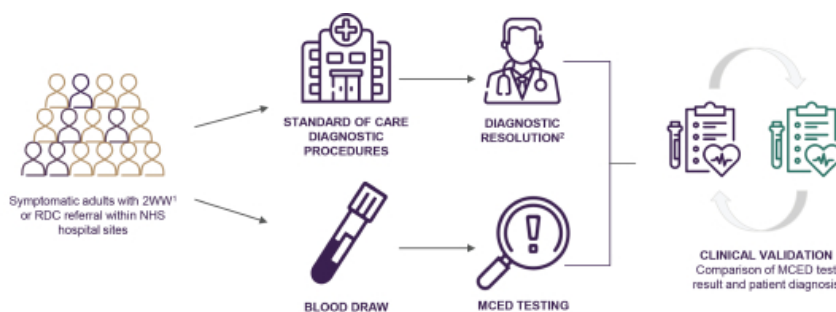 Symptomatic adults with 2WW¹
or RDC referral within NHS
hospital sites
STANDARD OF CARE
DIAGNOSTIC
PROCEDURES
DIAGNOSTIC
RESOLUTION²
BLOOD DRAW
MCED TESTING
CLINICAL VALIDATION
Comparison of MCED test
result and patient diagnosis